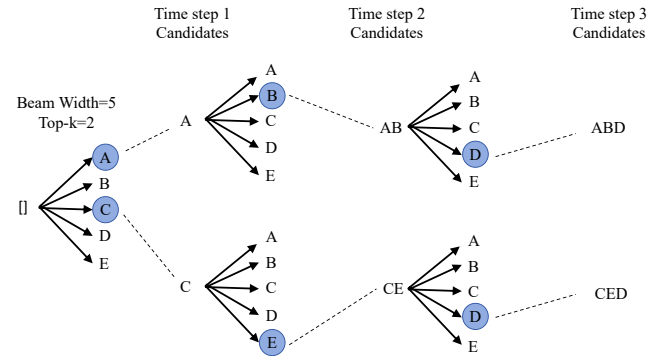 Time step 1
Candidates
Time step 2
Candidates
Time step 3
Candidates
Beam Width=5
Top-k=2
[]
A
B
C
D
E
A
A
B
C
D
E
C
A
B
C
D
E
AB
A
B
C
D
E
CE
A
B
C
D
E
ABD
CED